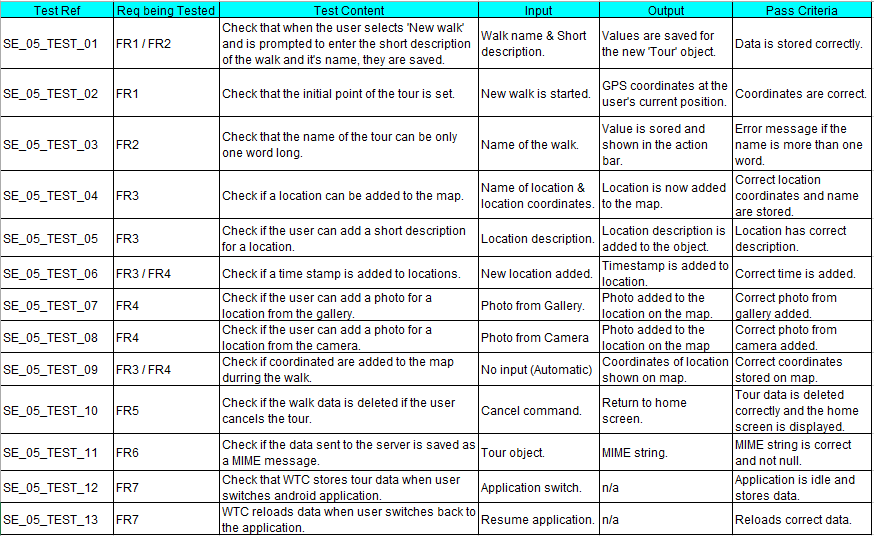 Test Ref Req being Tested Test Content Input Output Pass Criteria
SE_05_TEST_01 FR1 / FR2 Check that when the user selects 'New walk' and is prompted to enter the short description of the walk and it's name, they are saved. Walk name & Short description. Values are saved for the new 'Tour' object. Data is stored correctly.
SE_05_TEST_02 FR1 Check that the initial point of the tour is set. New walk is started. GPS coordinates at the user's current position. Coordinates are correct.
SE_05_TEST_03 FR2 Check that the name of the tour can be only one word long. Name of the walk. Value is sored and shown in the action bar. Error message if the name is more than one word.
SE_05_TEST_04 FR3 Check if a location can be added to the map. Name of location & location coordinates. Location is now added to the map. Correct location coordinates and name are stored.
SE_05_TEST_05 FR3 Check if the user can add a short description for a location. Location description. Location description is added to the object. Location has correct description.
SE_05_TEST_06 FR3 / FR4 Check if a time stamp is added to locations. New location added. Timestamp is added to location. Correct time is added.
SE_05_TEST_07 FR4 Check if the user can add a photo for a location from the gallery. Photo from Gallery. Photo added to the location on the map. Correct photo from gallery added.
SE_05_TEST_08 FR4 Check if the user can add a photo for a location from the camera. Photo from Camera Photo added to the location on the map Correct photo from camera added.
SE_05_TEST_09 FR3 / FR4 Check if coordinated are added to the map durring the walk. No input (Automatic) Coordinates of location shown on map. Correct coordinates stored on map.
SE_05_TEST_10 FR5 Check if the walk data is deleted if the user cancels the tour. Cancel command. Return to home screen. Tour data is deleted correctly and the home screen is displayed.
SE_05_TEST_11 FR6 Check if the data sent to the server is saved as a MIME message. Tour object. MIME string. MIME string is correct and not null.
SE_05_TEST_12 FR7 Check that WTC stores tour data when user switches android application. Application switch. n/a Application is idle and stores data.
SE_05_TEST_13 FR7 WTC reloads data when user switches back to the application. Resume application. n/a Reloads correct data.